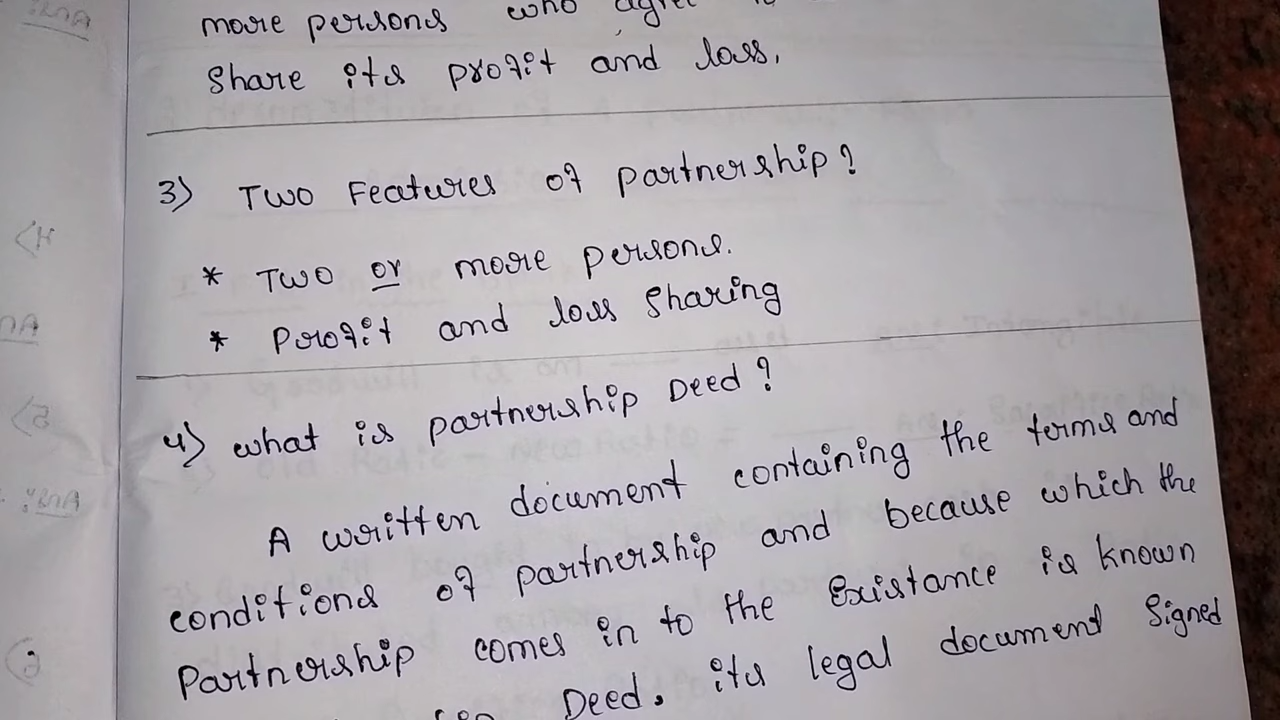 more persons who agree to
Share its profit and loss.
3) Two Features of partnership?
* Two or more persons.
* Profit and loss sharing
4) what is partnership Deed?
A written document containing the terms and
conditions of partnership and because which the
Partnership comes in to the Existance is known
Deed. its legal document signed